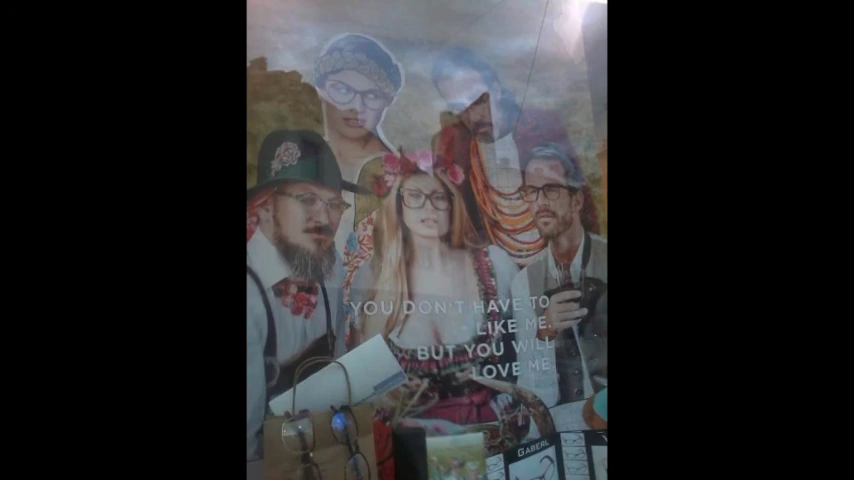 YOU DON'T HAVE TO
LIKE ME.
BUT YOU WILL
LOVE ME.
GABERL